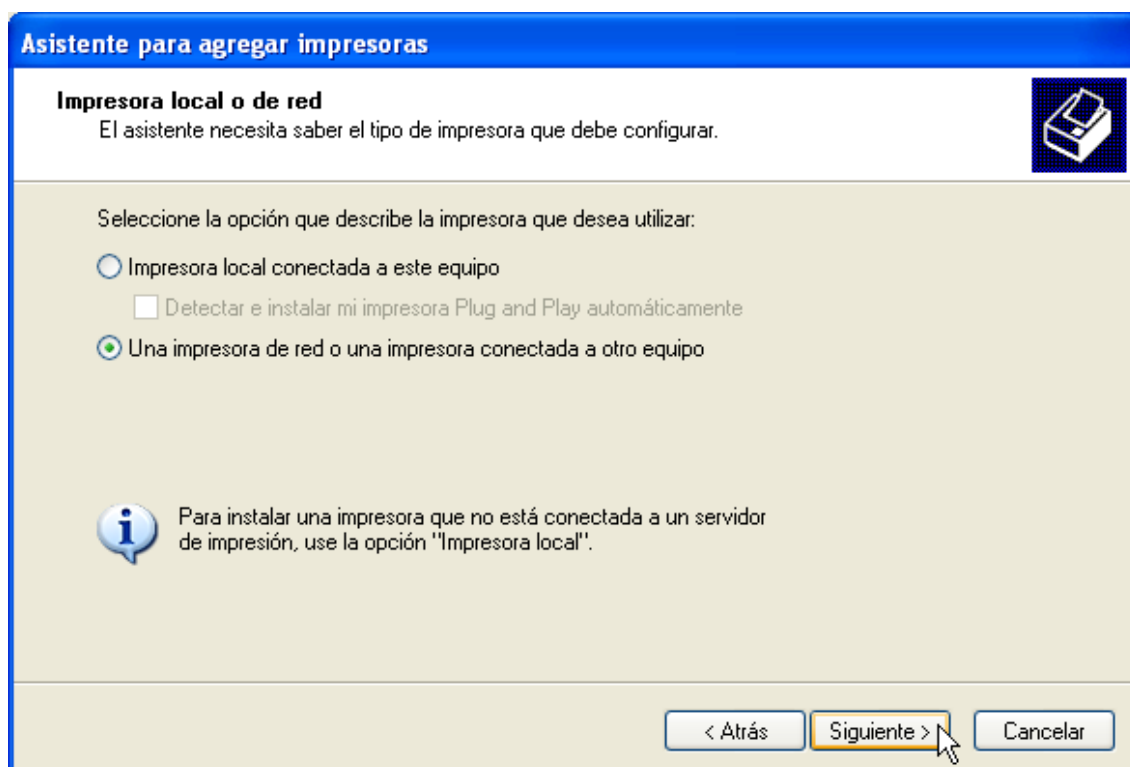 Asistente para agregar impresoras
Impresora local o de red
El asistente necesita saber el tipo de impresora que debe configurar.
Seleccione la opción que describe la impresora que desea utilizar:
Impresora local conectada a este equipo
Detectar e instalar mi impresora Plug and Play automáticamente
Una impresora de red o una impresora conectada a otro equipo
Para instalar una impresora que no está conectada a un servidor
de impresión, use la opción "Impresora local".
< Atrás
Siguiente >
Cancelar